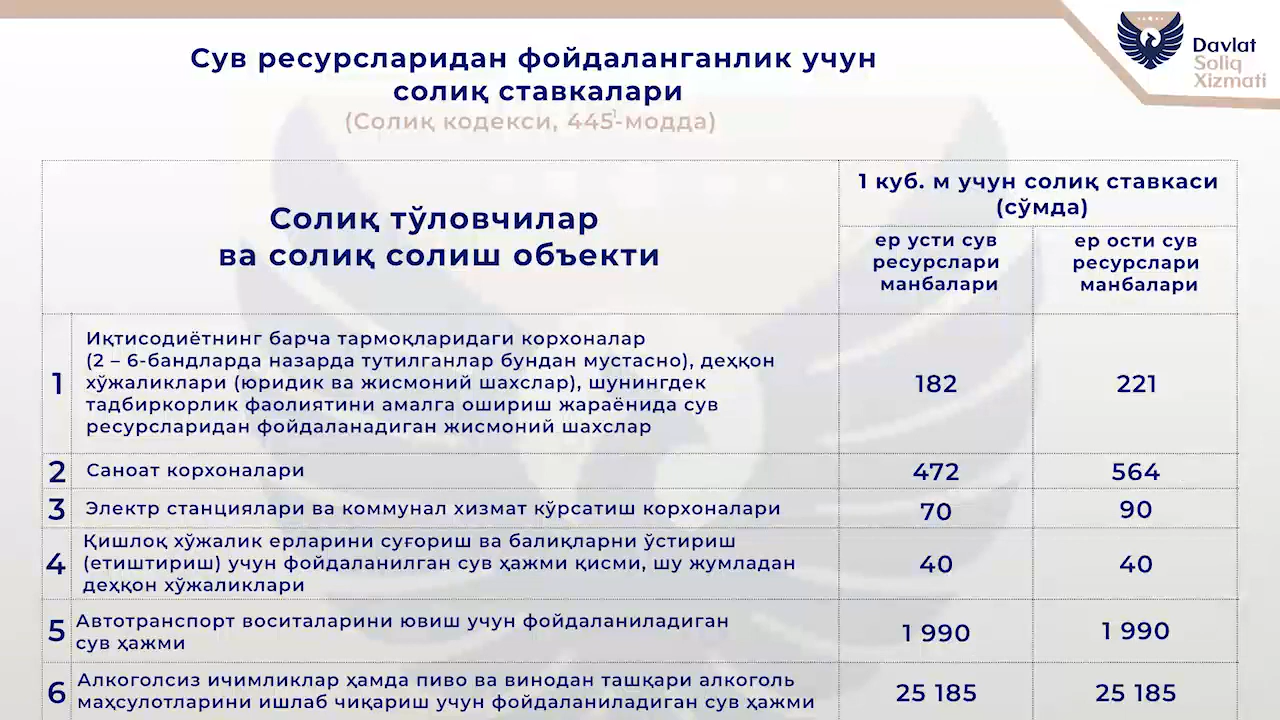 Davlat
Soliq
Xizmati
Сув ресурсларидан фойдаланганлик учун
солиқ ставкалари
(Солиқ кодекси, 445¹-модда)
Солиқ тўловчилар
ва солиқ солиш объекти
1 куб. м учун солиқ ставкаси
(сўмда)
ер усти сув
ресурслари
манбалари
ер ости сув
ресурслари
манбалари
1
Иқтисодиётнинг барча тармоқларидаги корхоналар
(2 – 6-бандларда назарда тутилганлар бундан мустасно), деҳқон
хўжаликлари (юридик ва жисмоний шахслар), шунингдек
тадбиркорлик фаолиятини амалга ошириш жараёнида сув
ресурсларидан фойдаланадиган жисмоний шахслар
182
221
2
Саноат корхоналари
472
564
3
Электр станциялари ва коммунал хизмат кўрсатиш корхоналари
70
90
4
Қишлоқ хўжалик ерларини суғориш ва балиқларни ўстириш
(етиштириш) учун фойдаланилган сув ҳажми қисми, шу жумладан
деҳқон хўжаликлари
40
40
5
Автотранспорт воситаларини ювиш учун фойдаланиладиган
сув ҳажми
1 990
1 990
6
Алкоголсиз ичимликлар ҳамда пиво ва винодан ташқари алкоголь
маҳсулотларини ишлаб чиқариш учун фойдаланиладиган сув ҳажми
25 185
25 185